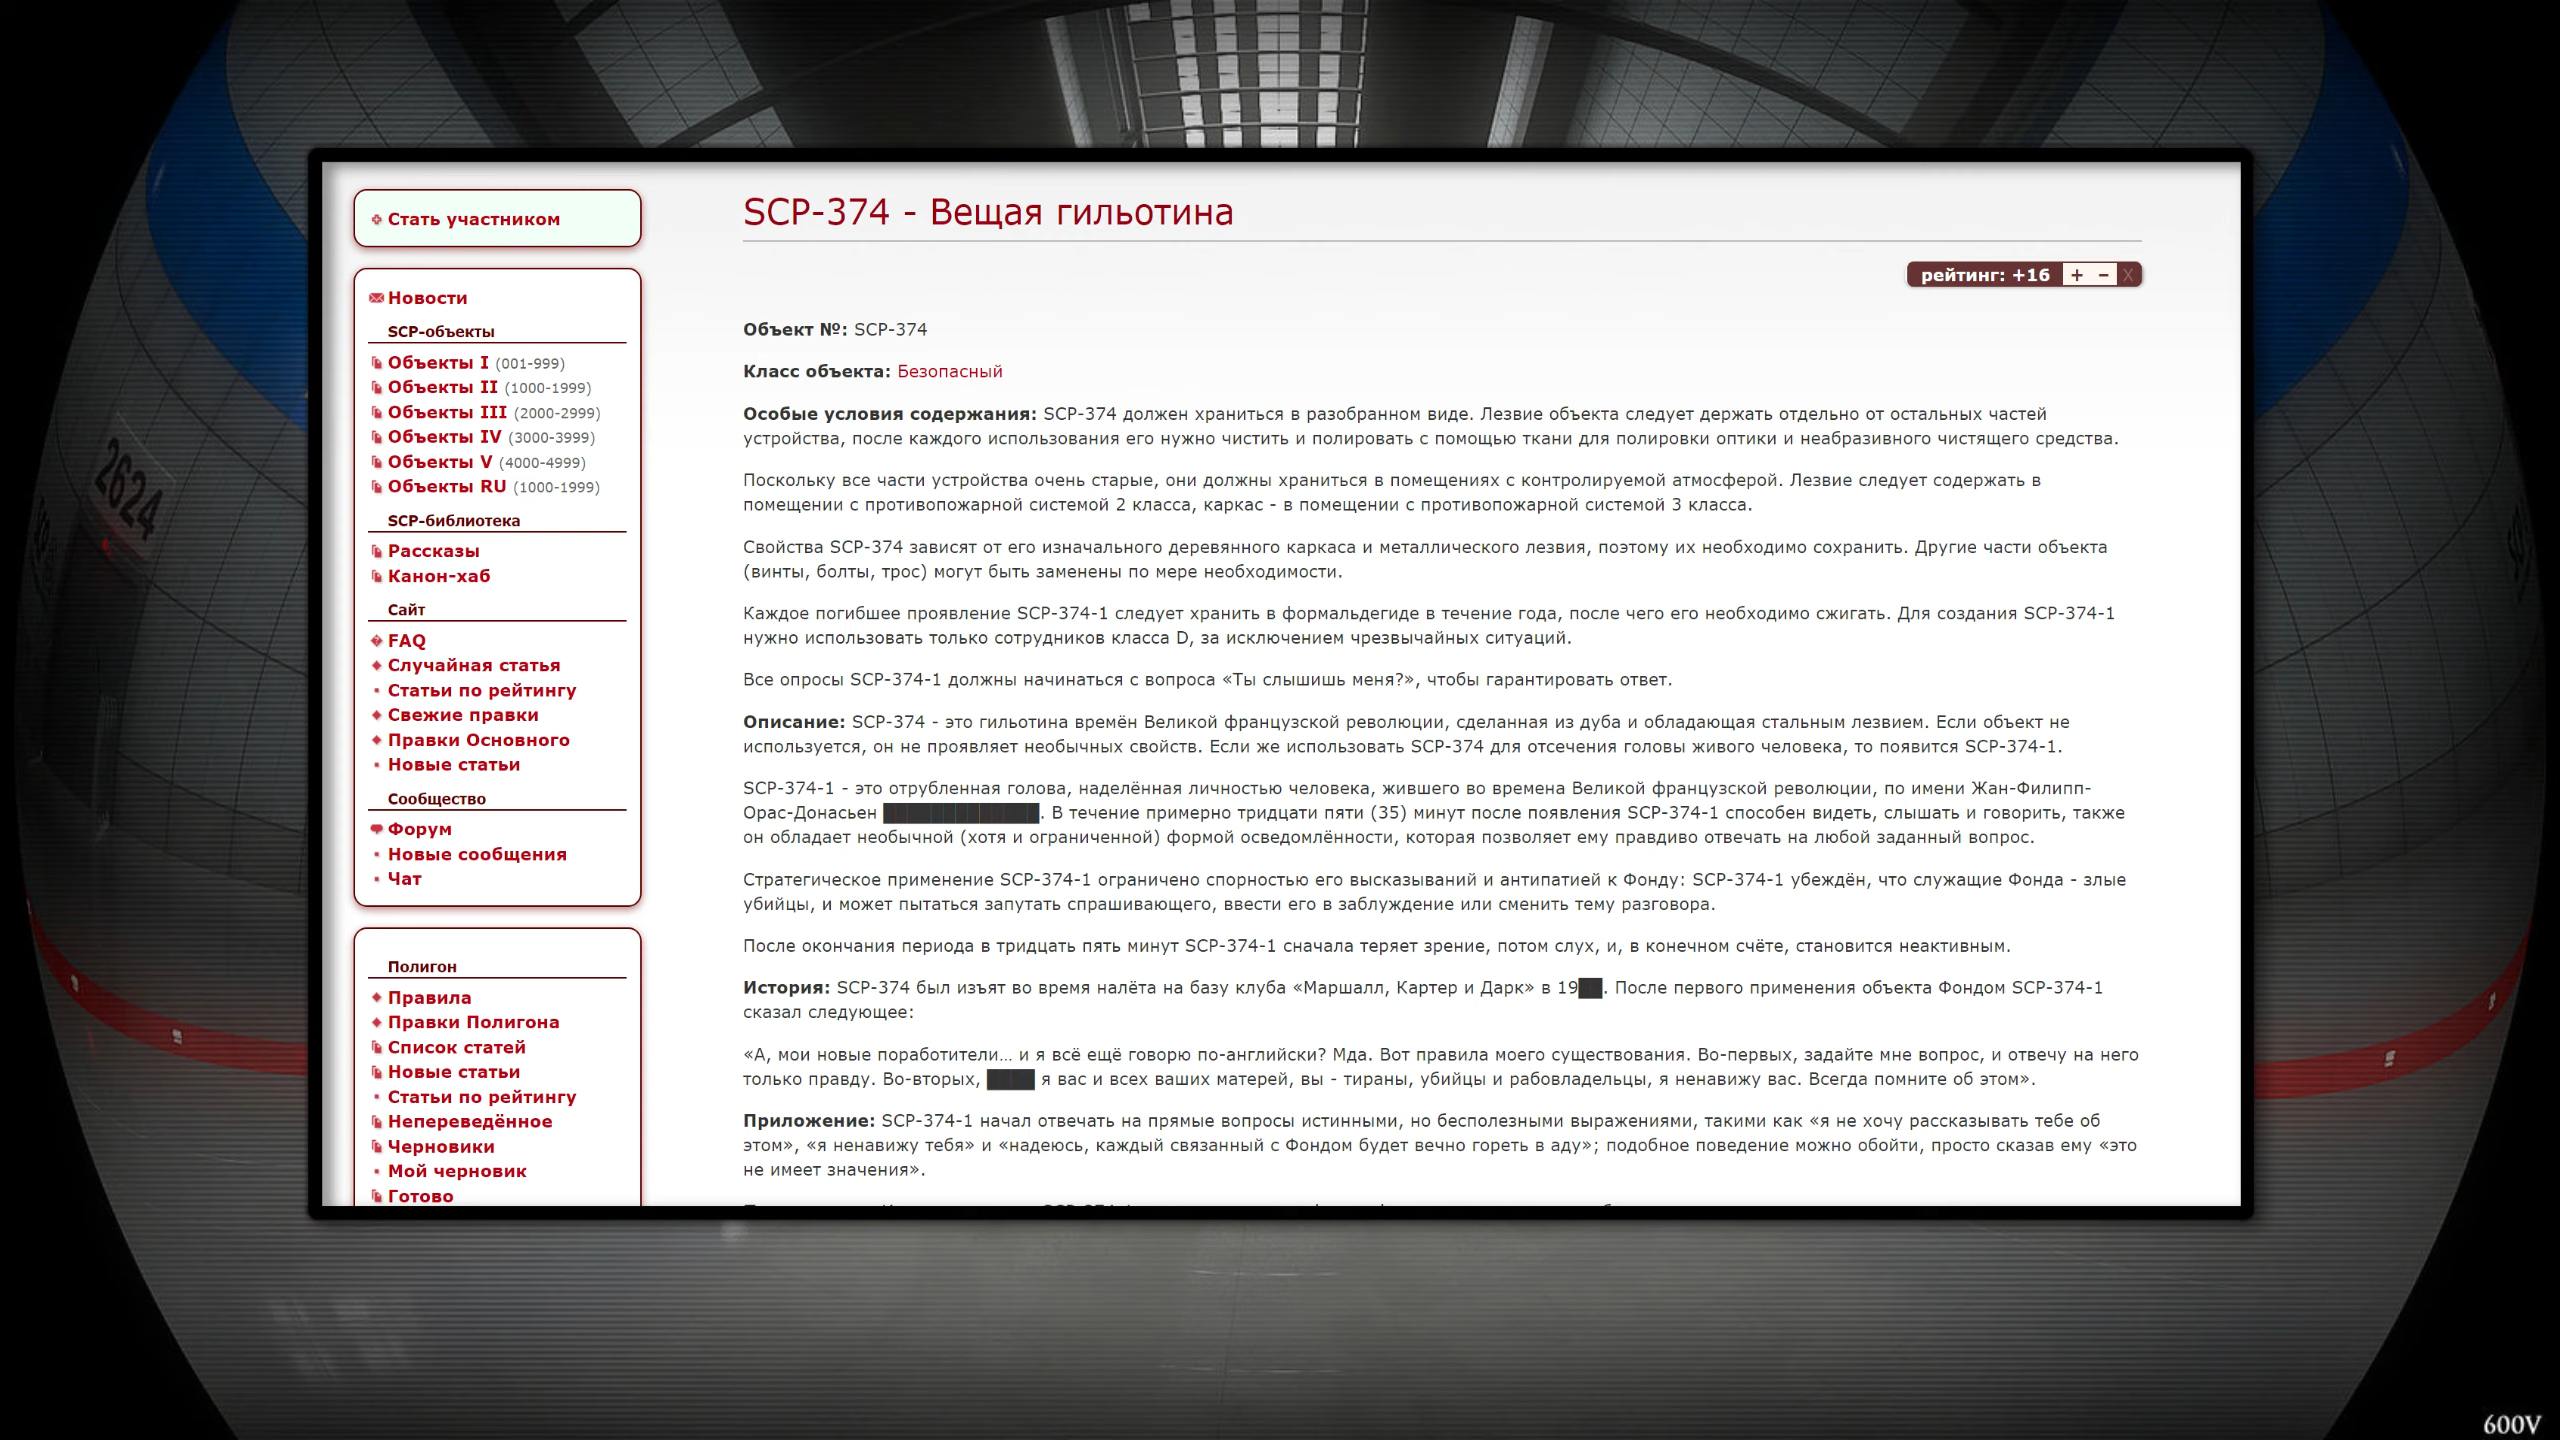 Стать участником
Новости
SCP-объекты
Объекты I (001-999)
Объекты II (1000-1999)
Объекты III (2000-2999)
Объекты IV (3000-3999)
Объекты V (4000-4999)
Объекты RU (1000-1999)
SCP-библиотека
Рассказы
Канон-хаб
Сайт
FAQ
Случайная статья
Статьи по рейтингу
Свежие правки
Правки Основного
Новые статьи
Сообщество
Форум
Новые сообщения
Чат
Полигон
Правила
Правки Полигона
Список статей
Новые статьи
Статьи по рейтингу
Непереведённое
Черновики
Мой черновик
Готово
SCP-374 - Вещая гильотина
рейтинг: +16 + − X
Объект №: SCP-374
Класс объекта: Безопасный
Особые условия содержания: SCP-374 должен храниться в разобранном виде. Лезвие объекта следует держать отдельно от остальных частей
устройства, после каждого использования его нужно чистить и полировать с помощью ткани для полировки оптики и неабразивного чистящего средства.
Поскольку все части устройства очень старые, они должны храниться в помещениях с контролируемой атмосферой. Лезвие следует содержать в
помещении с противопожарной системой 2 класса, каркас - в помещении с противопожарной системой 3 класса.
Свойства SCP-374 зависят от его изначального деревянного каркаса и металлического лезвия, поэтому их необходимо сохранить. Другие части объекта
(винты, болты, трос) могут быть заменены по мере необходимости.
Каждое погибшее проявление SCP-374-1 следует хранить в формальдегиде в течение года, после чего его необходимо сжигать. Для создания SCP-374-1
нужно использовать только сотрудников класса D, за исключением чрезвычайных ситуаций.
Все опросы SCP-374-1 должны начинаться с вопроса «Ты слышишь меня?», чтобы гарантировать ответ.
Описание: SCP-374 - это гильотина времён Великой французской революции, сделанная из дуба и обладающая стальным лезвием. Если объект не
используется, он не проявляет необычных свойств. Если же использовать SCP-374 для отсечения головы живого человека, то появится SCP-374-1.
SCP-374-1 - это отрубленная голова, наделённая личностью человека, жившего во времена Великой французской революции, по имени Жан-Филипп-
Орас-Донасьен █████████████. В течение примерно тридцати пяти (35) минут после появления SCP-374-1 способен видеть, слышать и говорить, также
он обладает необычной (хотя и ограниченной) формой осведомлённости, которая позволяет ему правдиво отвечать на любой заданный вопрос.
Стратегическое применение SCP-374-1 ограничено спорностью его высказываний и антипатией к Фонду: SCP-374-1 убеждён, что служащие Фонда - злые
убийцы, и может пытаться запутать спрашивающего, ввести его в заблуждение или сменить тему разговора.
После окончания периода в тридцать пять минут SCP-374-1 сначала теряет зрение, потом слух, и, в конечном счёте, становится неактивным.
История: SCP-374 был изъят во время налёта на базу клуба «Маршалл, Картер и Дарк» в 19██. После первого применения объекта Фондом SCP-374-1
сказал следующее:
«А, мои новые поработители… и я всё ещё говорю по-английски? Мда. Вот правила моего существования. Во-первых, задайте мне вопрос, и отвечу на него
только правду. Во-вторых, ████ я вас и всех ваших матерей, вы - тираны, убийцы и рабовладельцы, я ненавижу вас. Всегда помните об этом».
Приложение: SCP-374-1 начал отвечать на прямые вопросы истинными, но бесполезными выражениями, такими как «я не хочу рассказывать тебе об
этом», «я ненавижу тебя» и «надеюсь, каждый связанный с Фондом будет вечно гореть в аду»; подобное поведение можно обойти, просто сказав ему «это
не имеет значения».
2624
600V